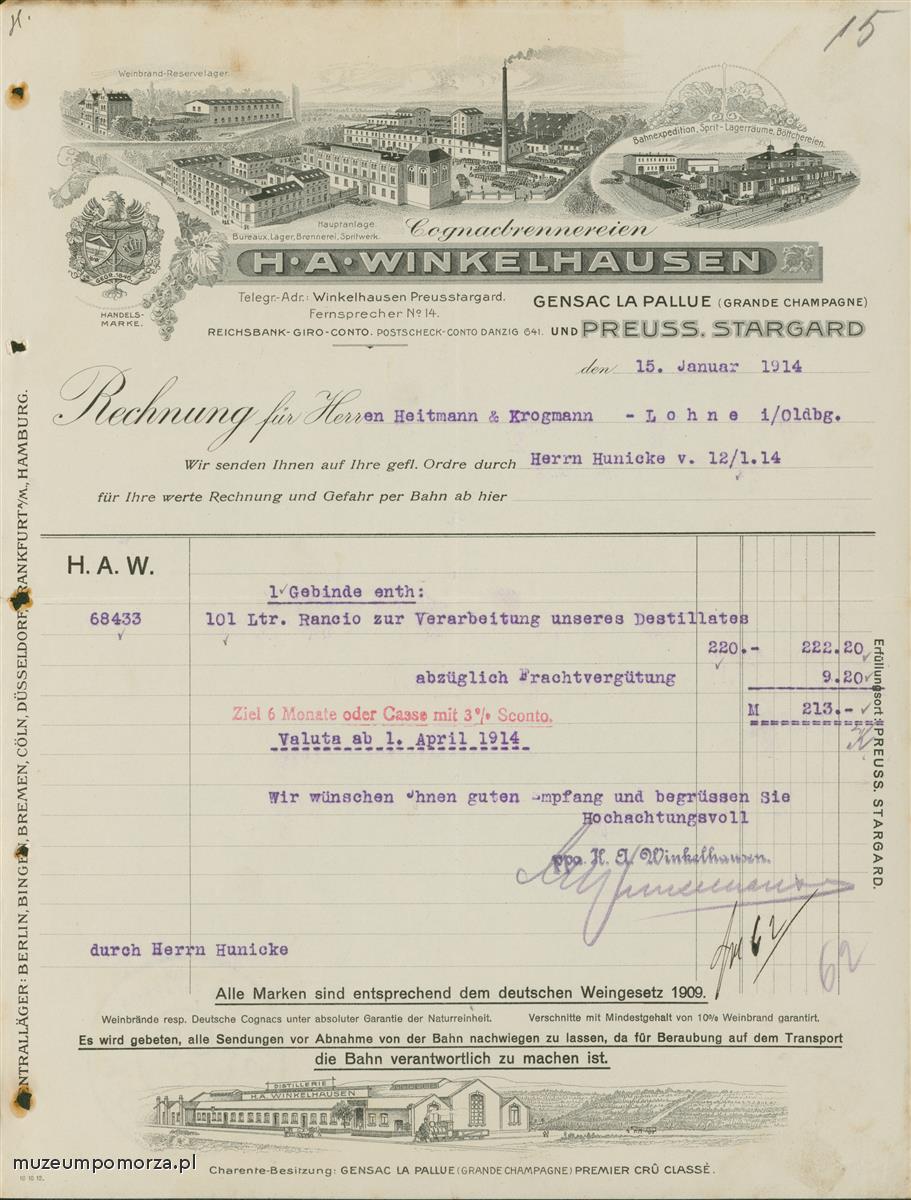 15
Weinbrand-Reservelager.
Bahnexpedition, Sprit-Lagerräume, Böttchereien.
Hauptanlage.
Bureaux, Lager, Brennerei, Spritwerk.
GEGR. 1846.
HANDELS-
MARKE.
Cognacbrennereien
H·A·WINKELHAUSEN
Telegr.-Adr.: Winkelhausen Preusstargard.
Fernsprecher No 14.
REICHSBANK-GIRO-CONTO. POSTSCHECK-CONTO DANZIG 641.
GENSAC LA PALLUE (GRANDE CHAMPAGNE)
UND PREUSS. STARGARD
den 15. Januar 1914
Rechnung für Herren Heitmann & Krogmann - Lohne i/Oldbg.
Wir senden Ihnen auf Ihre gefl. Ordre durch Herrn Hunicke v. 12/1.14
für Ihre werte Rechnung und Gefahr per Bahn ab hier
H. A. W.
1 Gebinde enth:
68433 101 Ltr. Rancio zur Verarbeitung unseres Destillates
220.- 222.20
abzüglich Frachtvergütung 9.20
Ziel 6 Monate oder Casse mit 3% Sconto. M 213.-
Valuta ab 1. April 1914
Wir wünschen Ihnen guten Empfang und begrüssen Sie
Hochachtungsvoll
ppa. H. A. Winkelhausen.
62
durch Herrn Hunicke
62
Alle Marken sind entsprechend dem deutschen Weingesetz 1909.
Weinbrände resp. Deutsche Cognacs unter absoluter Garantie der Naturreinheit. Verschnitte mit Mindestgehalt von 10% Weinbrand garantirt.
Es wird gebeten, alle Sendungen vor Abnahme von der Bahn nachwiegen zu lassen, da für Beraubung auf dem Transport
die Bahn verantwortlich zu machen ist.
DISTILLERIE
H.A. WINKELHAUSEN
Charente-Besitzung: GENSAC LA PALLUE (GRANDE CHAMPAGNE) PREMIER CRÛ CLASSÈ.
NTRALLÄGER: BERLIN, BINGEN, BREMEN, CÖLN, DÜSSELDORF, FRANKFURT A/M., HAMBURG.
Erfüllungsort: PREUSS. STARGARD.
muzeumpomorza.pl